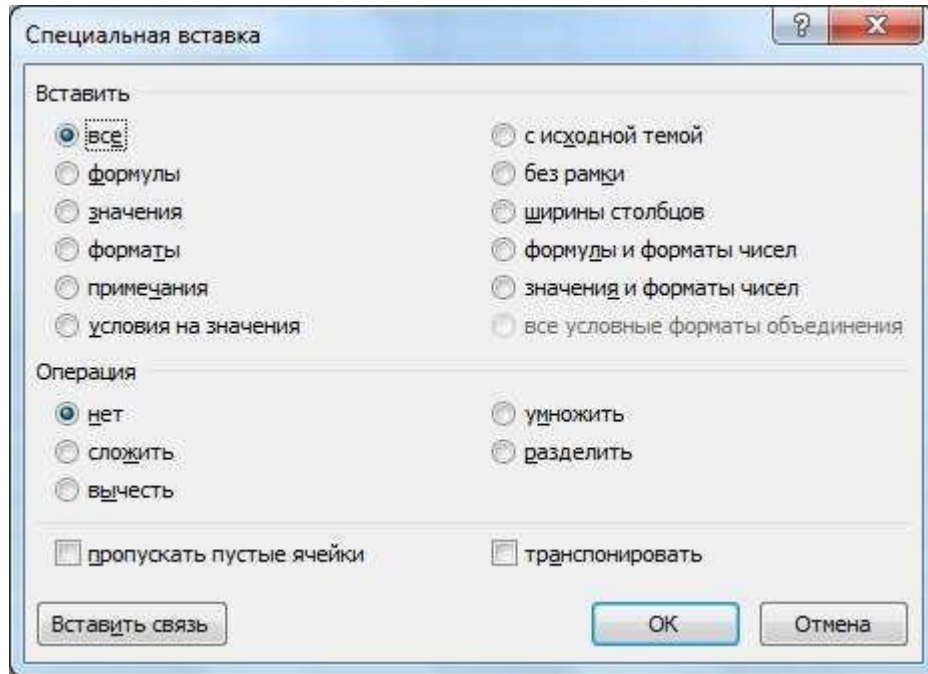 Специальная вставка
Вставить
все
с исходной темой
формулы
без рамки
значения
ширины столбцов
форматы
формулы и форматы чисел
примечания
значения и форматы чисел
условия на значения
все условные форматы объединения
Операция
нет
умножить
сложить
разделить
вычесть
пропускать пустые ячейки
транспонировать
Вставить связь
ОК
Отмена